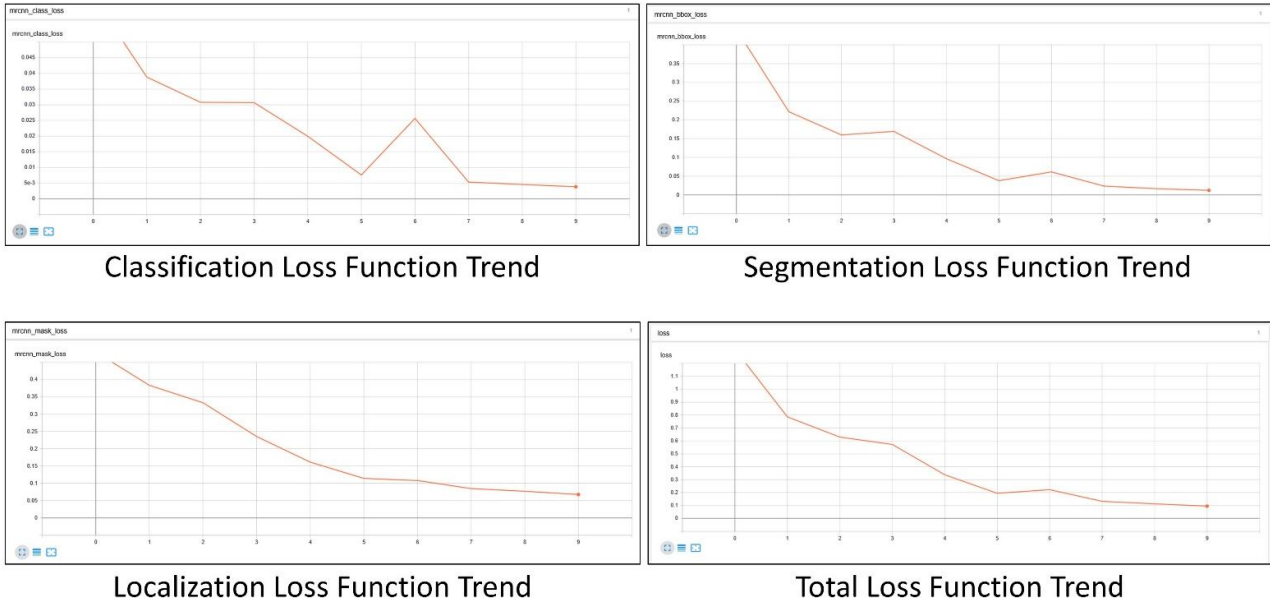 mrcnn_class_loss
1
mrcnn_class_loss
0.045
0.04
0.035
0.03
0.025
0.02
0.015
0.01
5e-3
0
0 1 2 3 4 5 6 7 8 9
Classification Loss Function Trend
mrcnn_bbox_loss
mrcnn_bbox_loss
0.35
0.3
0.25
0.2
0.15
0.1
0.05
0
0 1 2 3 4 5 6 7 8 9
Segmentation Loss Function Trend
mrcnn_mask_loss
mrcnn_mask_loss
0.4
0.35
0.3
0.25
0.2
0.15
0.1
0.05
0
0 1 2 3 4 5 6 7 8 9
Localization Loss Function Trend
loss
loss
1.1
1
0.9
0.8
0.7
0.6
0.5
0.4
0.3
0.2
0.1
0
0 1 2 3 4 5 6 7 8 9
Total Loss Function Trend